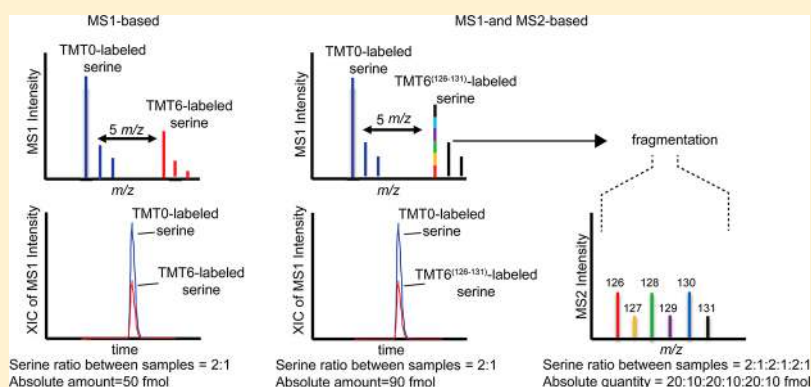 MS1-based
MS1-and MS2-based
TMT0-labeled
serine
TMT6-labeled
serine
5 m/z
MS1 Intensity
m/z
TMT0-labeled
serine
TMT6(126-131)-labeled
serine
5 m/z
MS1 Intensity
m/z
fragmentation
TMT0-labeled
serine
TMT6-labeled
serine
XIC of MS1 Intensity
time
Serine ratio between samples = 2:1
Absolute amount=50 fmol
TMT0-labeled
serine
TMT6(126-131)-labeled
serine
XIC of MS1 Intensity
time
Serine ratio between samples = 2:1
Absolute amount=90 fmol
126
127
128
129
130
131
MS2 Intensity
m/z
Serine ratio between samples = 2:1:2:1:2:1
Absolute quantity = 20:10:20:10:20:10 fmol